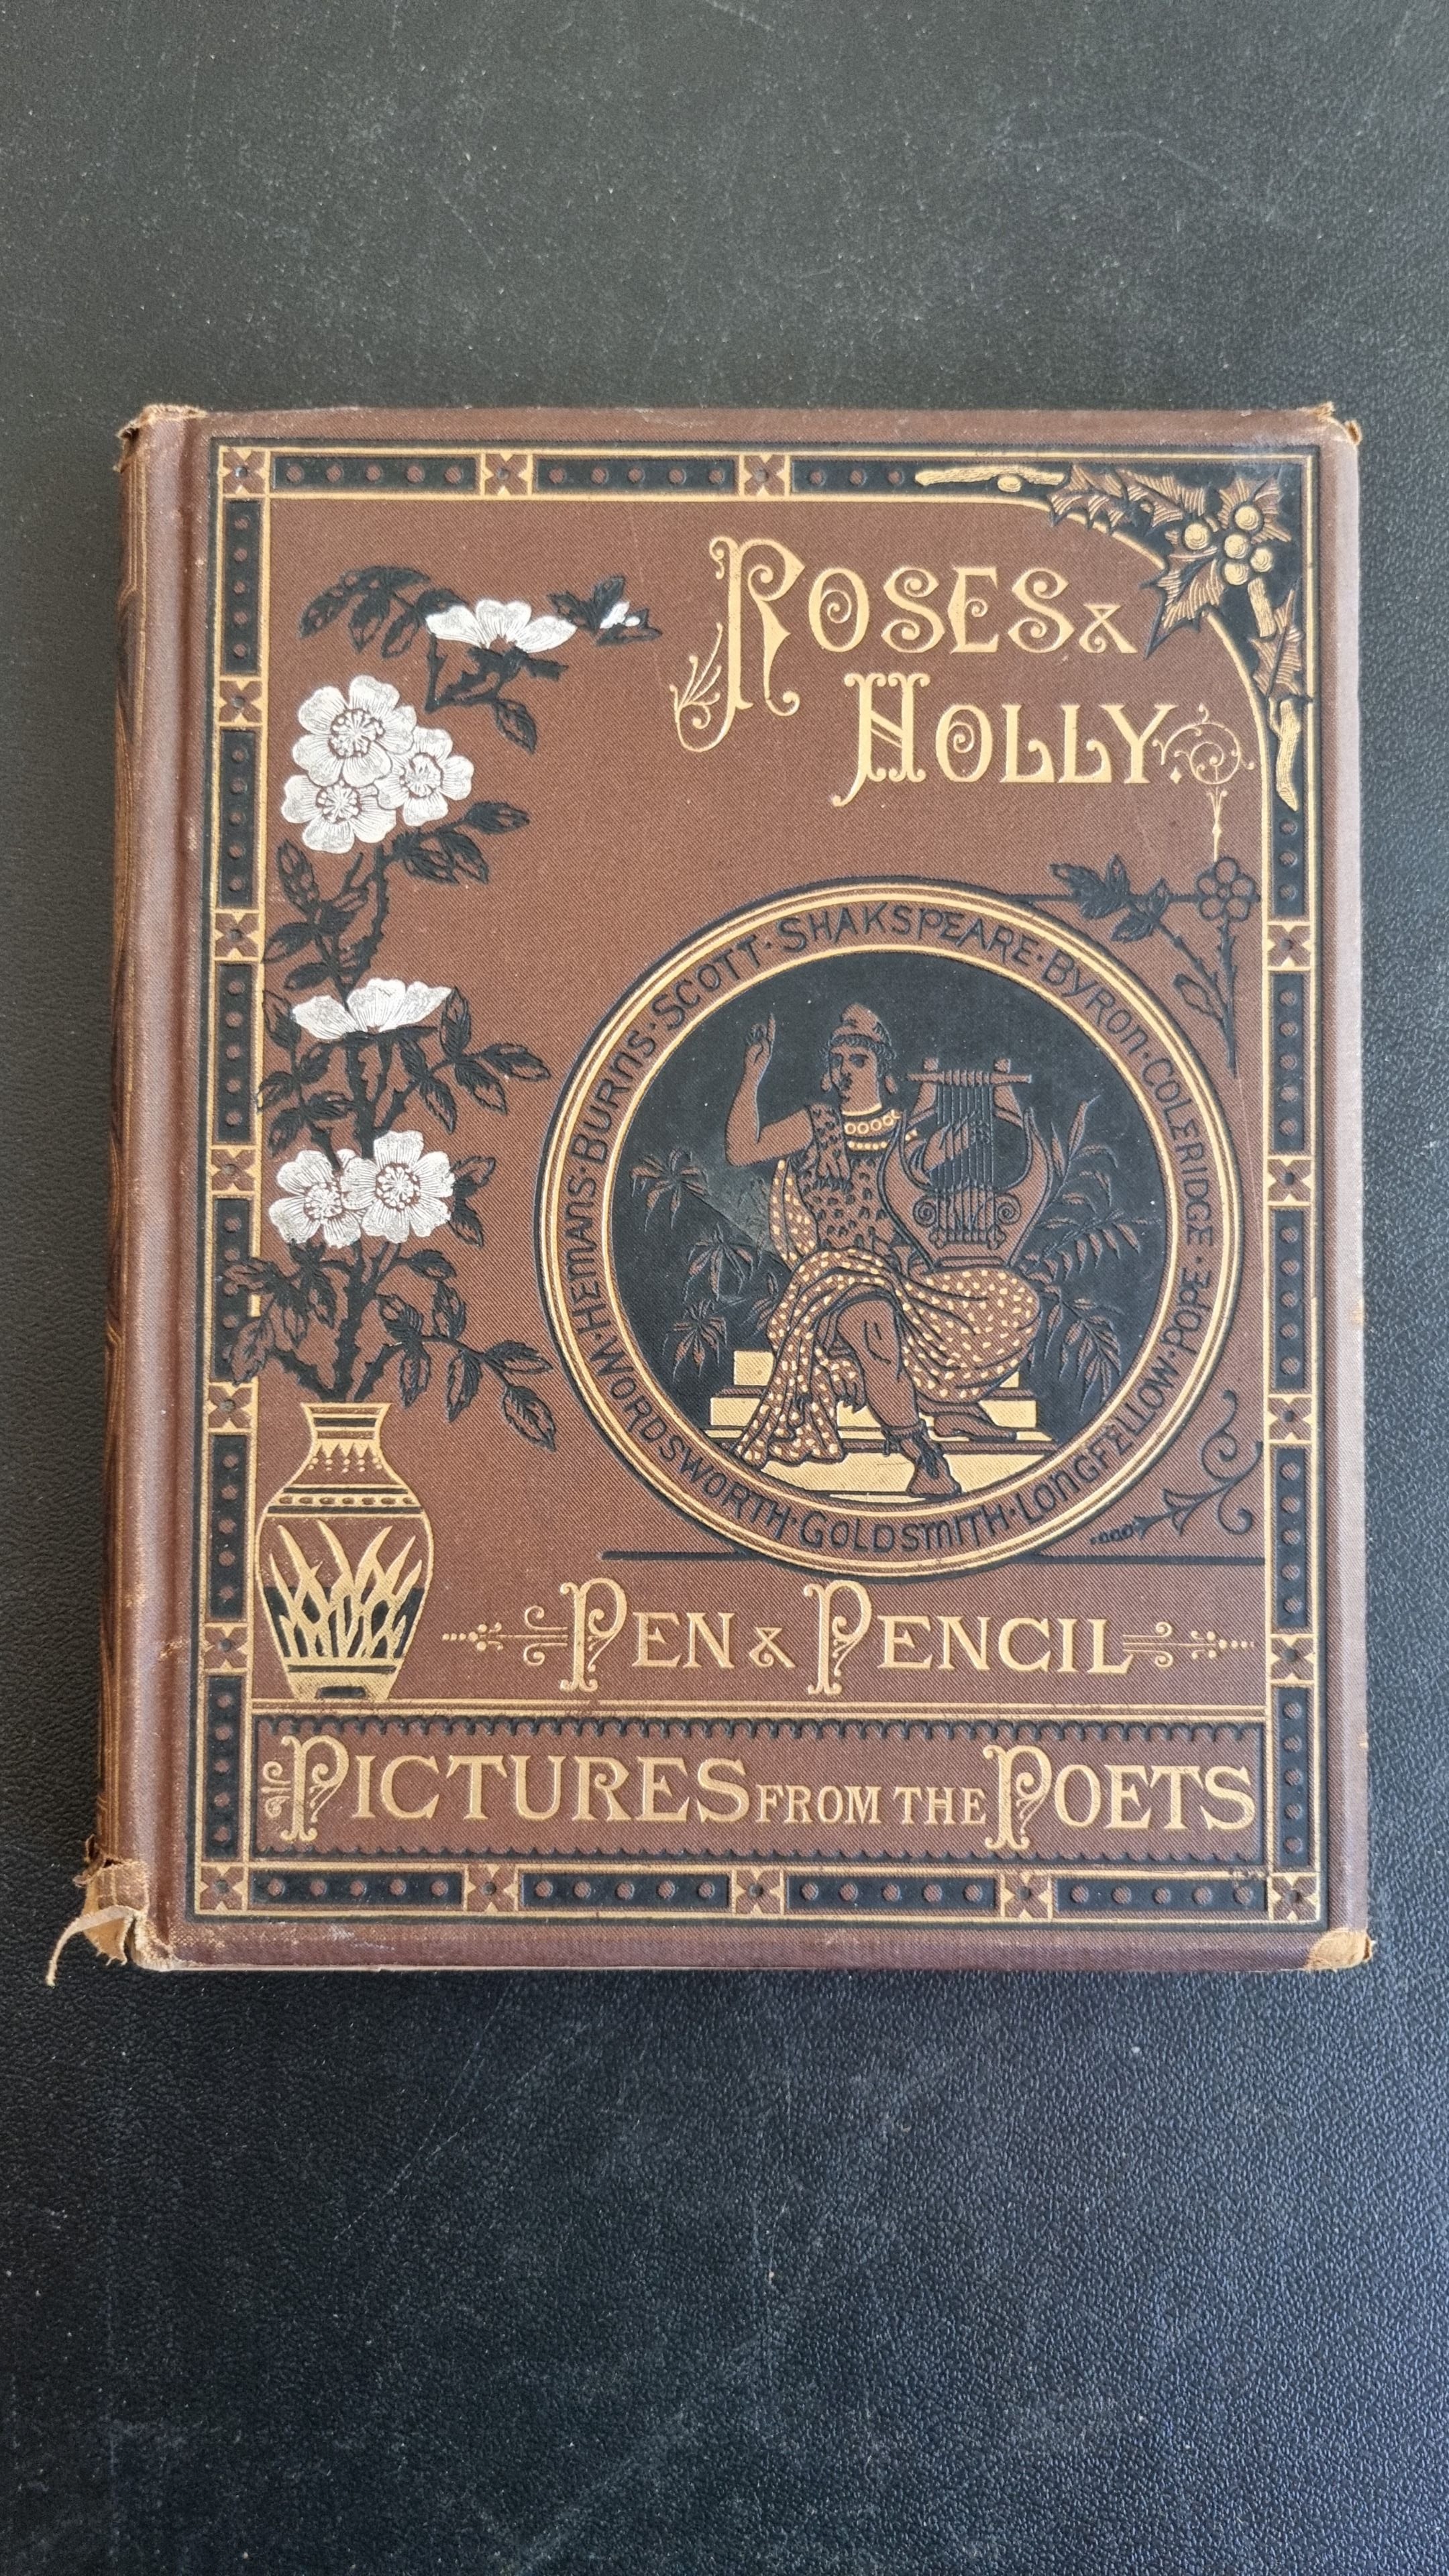 ROSES &
HOLLY
HEMANS · BURNS · SCOTT · SHAKSPEARE · BYRON · COLERIDGE · POPE · LONGFELLOW · GOLDSMITH · WORDSWORTH ·
PEN & PENCIL
PICTURES FROM THE POETS